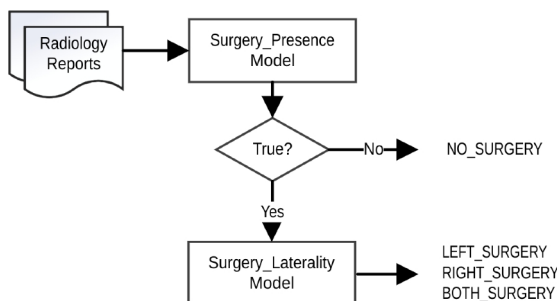 Radiology
Reports
Surgery_Presence
Model
True?
No
NO_SURGERY
Yes
Surgery_Laterality
Model
LEFT_SURGERY
RIGHT_SURGERY
BOTH_SURGERY